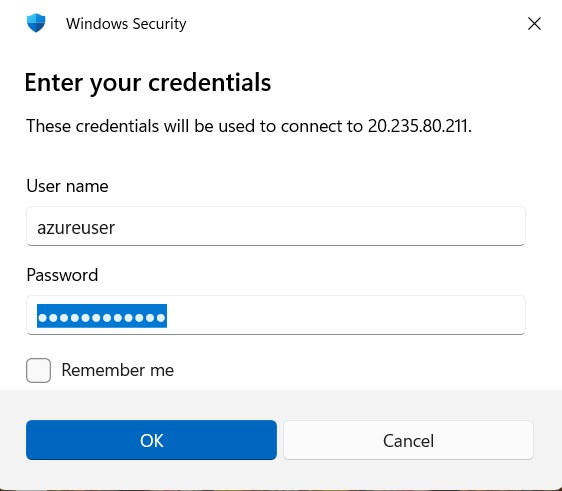 Windows Security
Enter your credentials
These credentials will be used to connect to 20.235.80.211.
User name
azureuser
Password
●●●●●●●●●●●●
Remember me
OK
Cancel